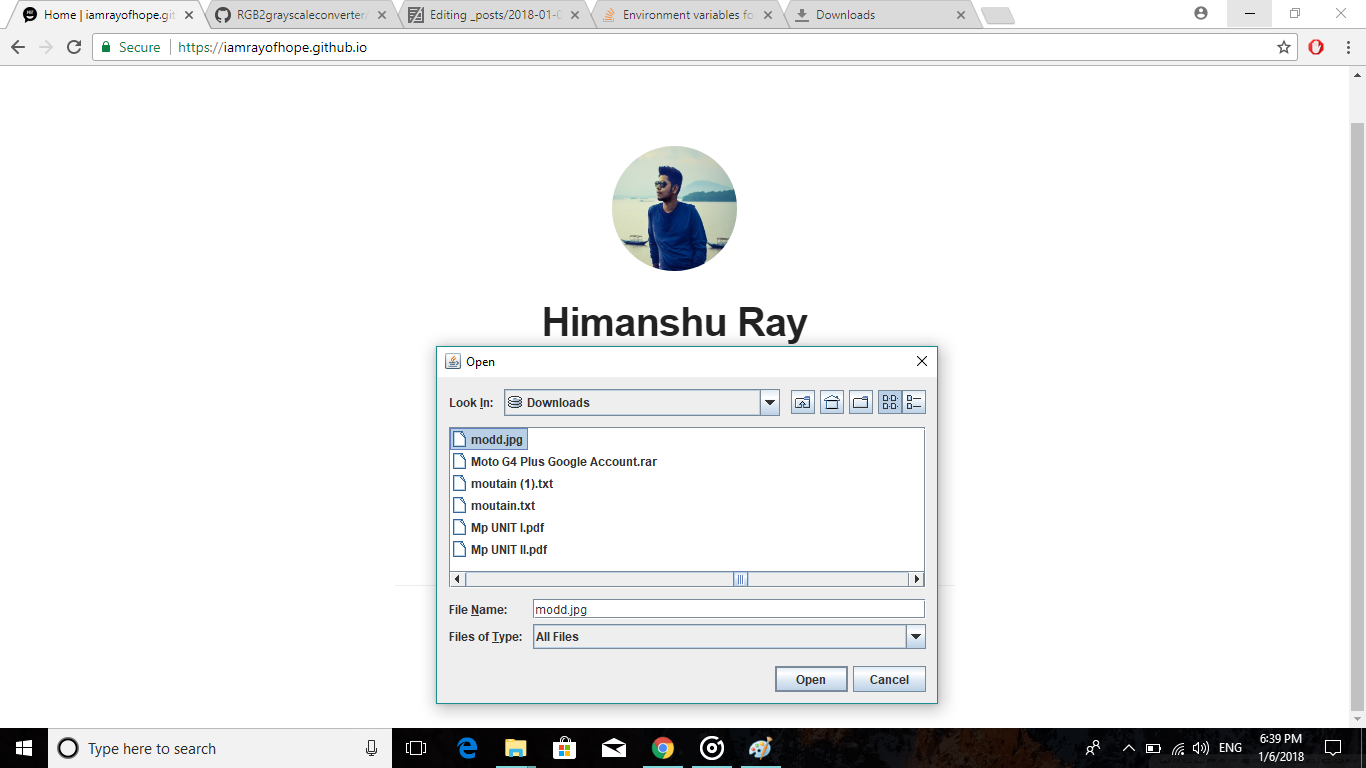 Home | iamrayofhope.git
RGB2grayscaleconverter/
Editing _posts/2018-01-0
Environment variables fo
Downloads
Secure
https://iamrayofhope.github.io
Himanshu Ray
Open
Look In:
Downloads
modd.jpg
Moto G4 Plus Google Account.rar
moutain (1).txt
moutain.txt
Mp UNIT I.pdf
Mp UNIT II.pdf
File Name:
modd.jpg
Files of Type:
All Files
Open
Cancel
Type here to search
ENG
6:39 PM
1/6/2018